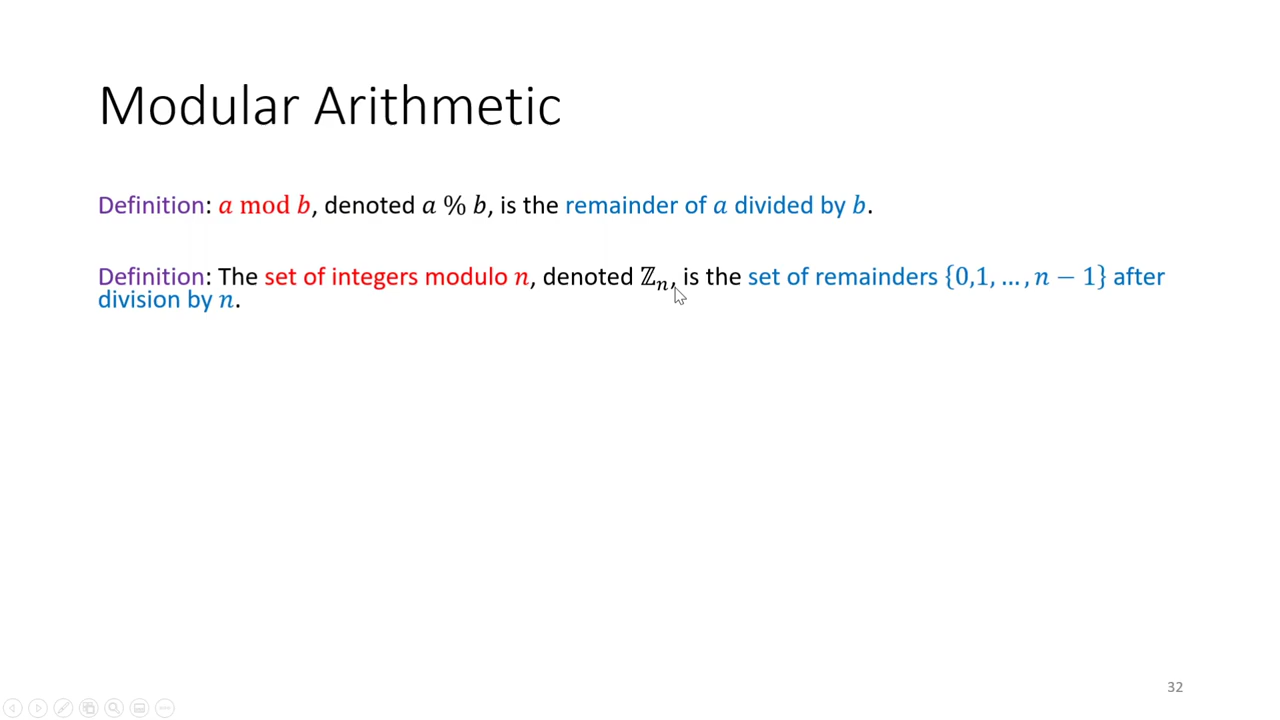 Modular Arithmetic
Definition: a mod b, denoted a % b, is the remainder of a divided by b.
Definition: The set of integers modulo n, denoted ℤₙ, is the set of remainders {0,1, … , n − 1} after
division by n.
32